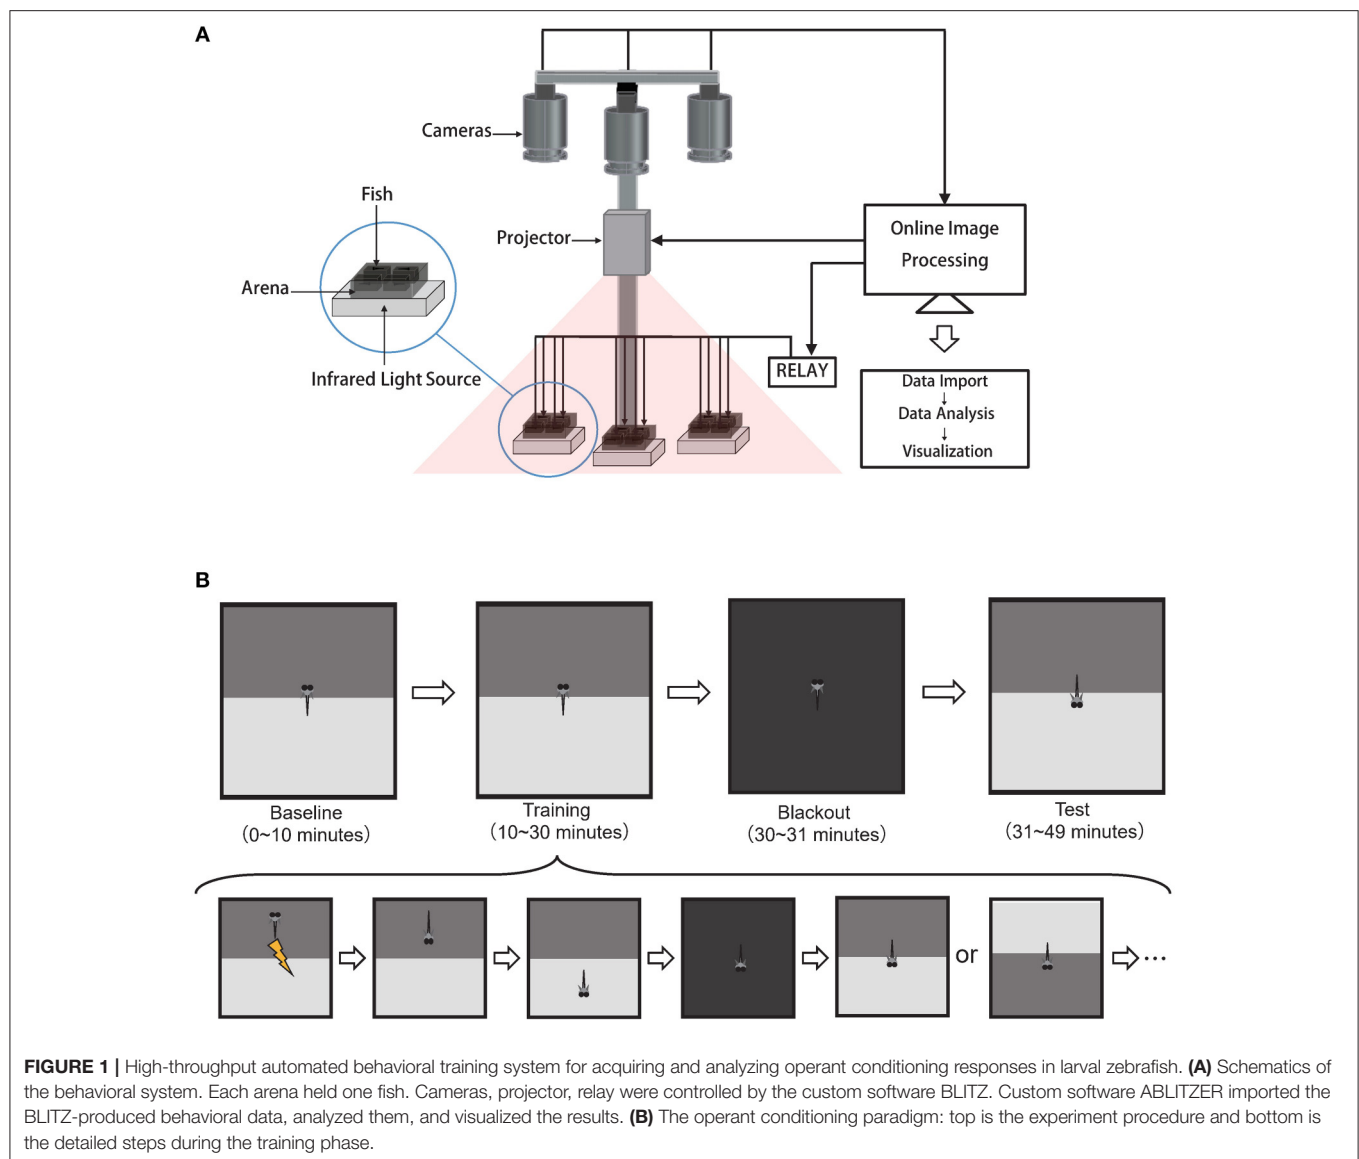 A
Cameras
Fish
Projector
Online Image
Processing
Arena
Infrared Light Source
RELAY
Data Import
Data Analysis
Visualization
B
Baseline
(0~10 minutes)
Training
(10~30 minutes)
Blackout
(30~31 minutes)
Test
(31~49 minutes)
or
...
FIGURE 1 | High-throughput automated behavioral training system for acquiring and analyzing operant conditioning responses in larval zebrafish. (A) Schematics of
the behavioral system. Each arena held one fish. Cameras, projector, relay were controlled by the custom software BLITZ. Custom software ABLITZER imported the
BLITZ-produced behavioral data, analyzed them, and visualized the results. (B) The operant conditioning paradigm: top is the experiment procedure and bottom is
the detailed steps during the training phase.